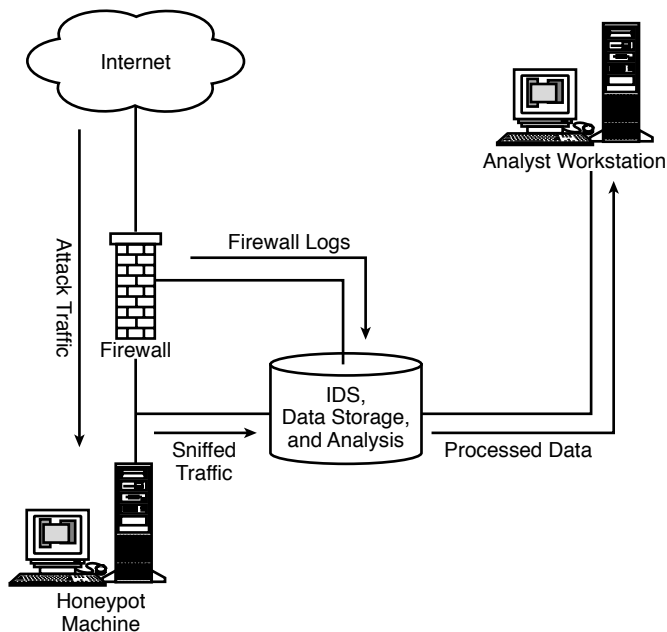 Internet
Analyst Workstation
Attack Traffic
Firewall Logs
Firewall
IDS,
Data Storage,
and Analysis
Sniffed
Traffic
Processed Data
Honeypot
Machine